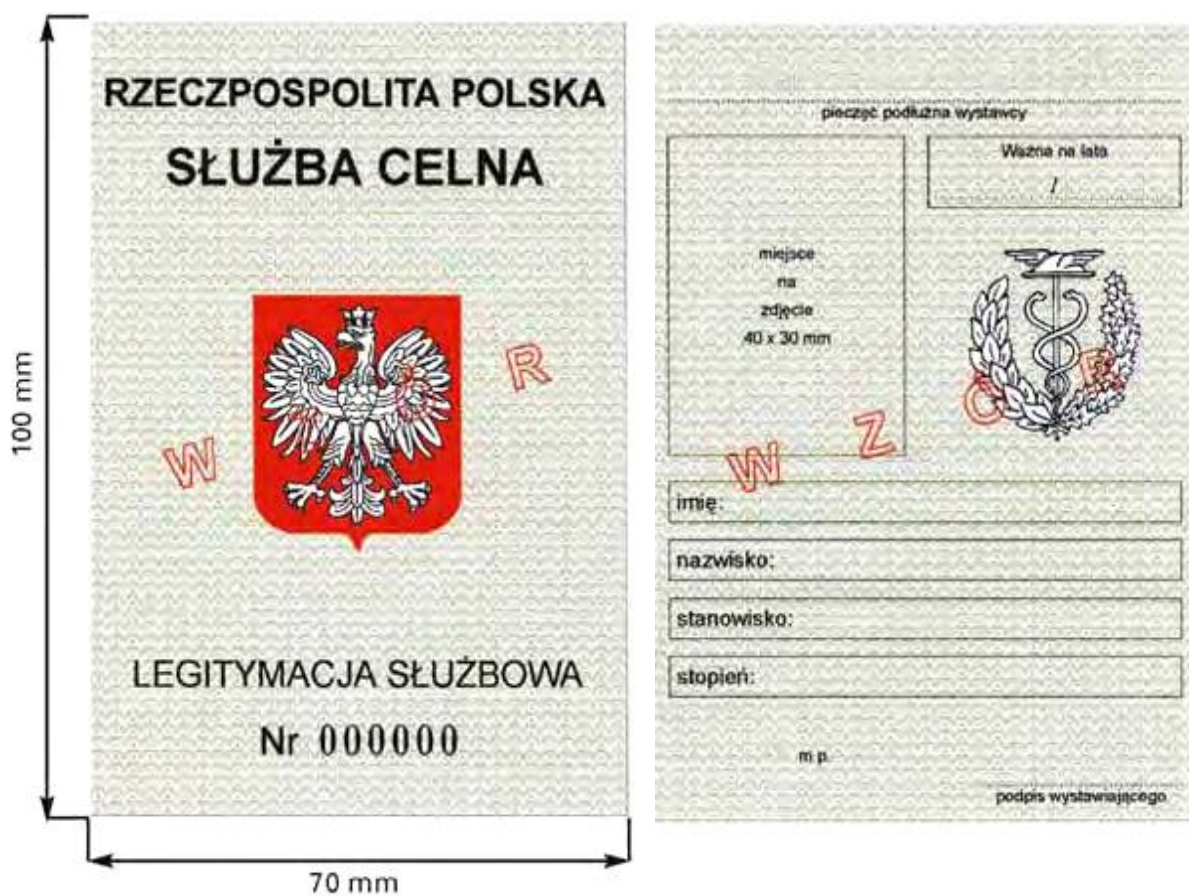 100 mm
RZECZPOSPOLITA POLSKA
SŁUŻBA CELNA
W R
LEGITYMACJA SŁUŻBOWA
Nr 000000
70 mm
pieczęć podłużna wystawcy
Ważna na lata
/
miejsce
na
zdjęcie
40 x 30 mm
W Z Ó R
imię:
nazwisko:
stanowisko:
stopień:
m p.
podpis wystawiającego